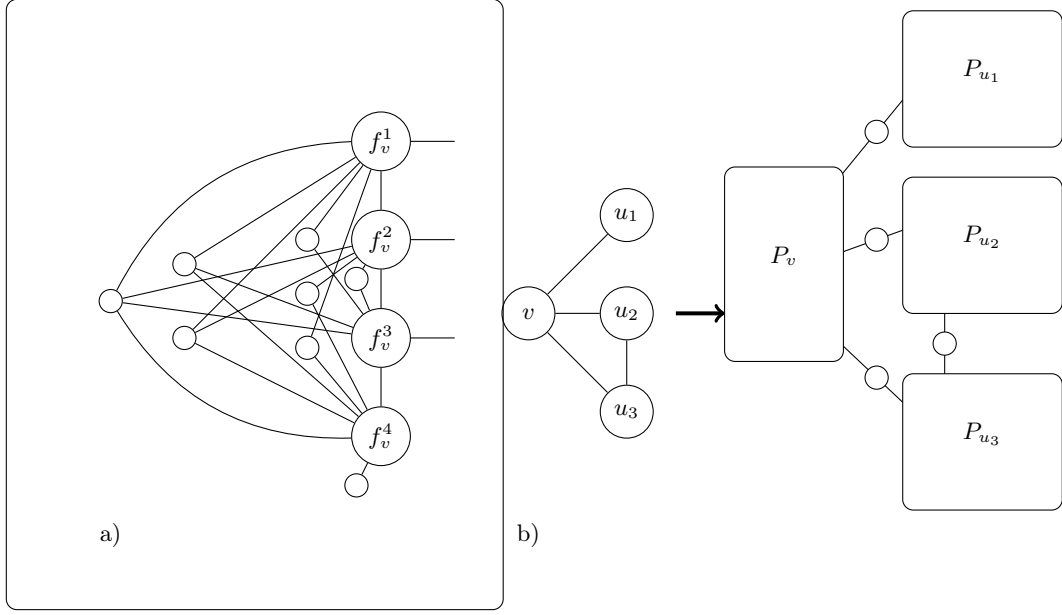 f_v^1
f_v^2
f_v^3
f_v^4
a)
v
u_1
u_2
u_3
b)
P_v
P_{u_1}
P_{u_2}
P_{u_3}